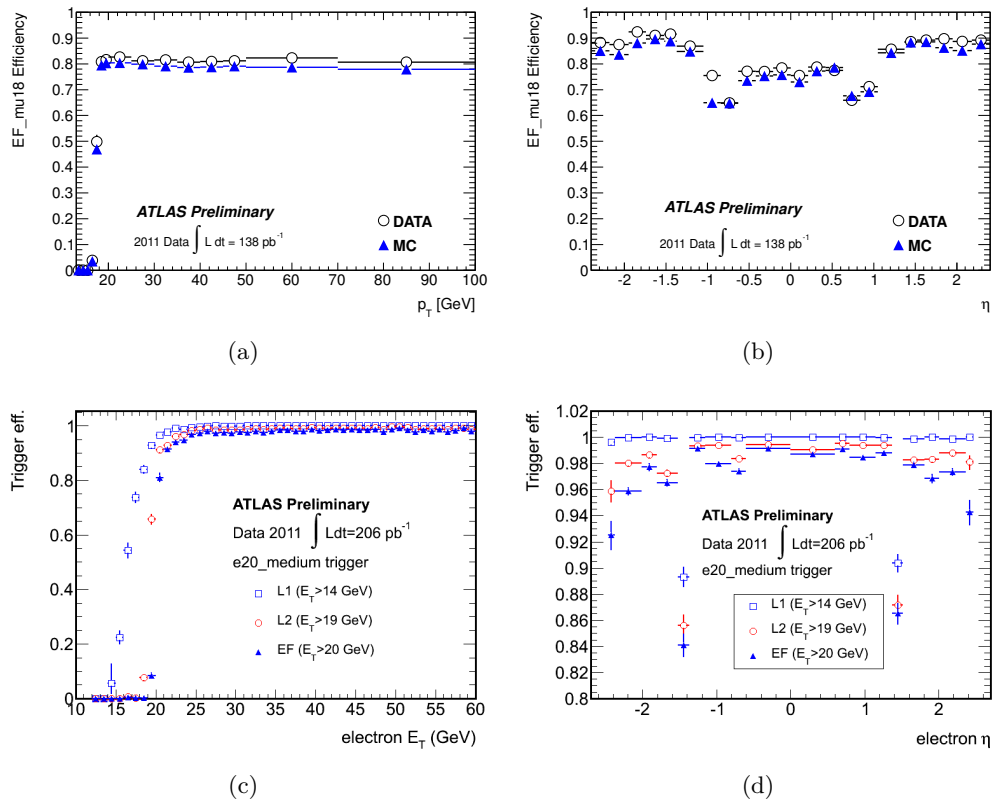 EF_mu18 Efficiency
1
0.9
0.8
0.7
0.6
0.5
0.4
0.3
0.2
0.1
0
ATLAS Preliminary
2011 Data ∫ L dt = 138 pb-1
DATA
MC
20 30 40 50 60 70 80 90 100
pT [GeV]
(a)
EF_mu18 Efficiency
1
0.9
0.8
0.7
0.6
0.5
0.4
0.3
0.2
0.1
0
ATLAS Preliminary
2011 Data ∫ L dt = 138 pb-1
DATA
MC
-2 -1.5 -1 -0.5 0 0.5 1 1.5 2
η
(b)
Trigger eff.
1
0.8
0.6
0.4
0.2
0
ATLAS Preliminary
Data 2011 ∫ Ldt=206 pb-1
e20_medium trigger
L1 (ET>14 GeV)
L2 (ET>19 GeV)
EF (ET>20 GeV)
10 15 20 25 30 35 40 45 50 55 60
electron ET (GeV)
(c)
Trigger eff.
1.02
1
0.98
0.96
0.94
0.92
0.9
0.88
0.86
0.84
0.82
0.8
ATLAS Preliminary
Data 2011 ∫ Ldt=206 pb-1
e20_medium trigger
L1 (ET>14 GeV)
L2 (ET>19 GeV)
EF (ET>20 GeV)
-2 -1 0 1 2
electron η
(d)